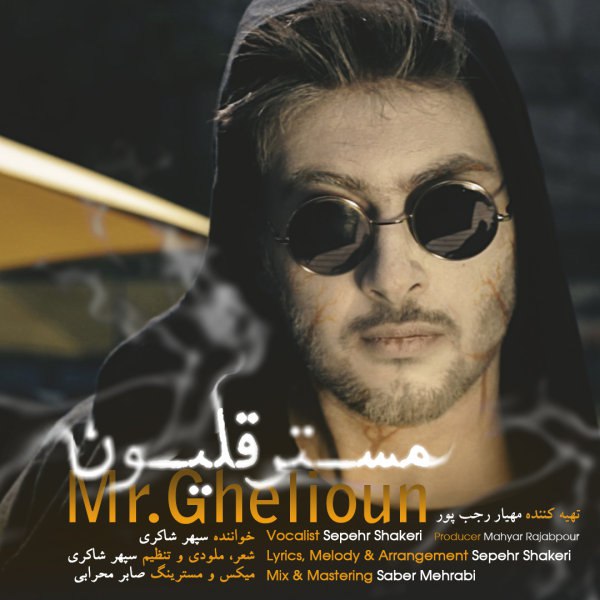 مستر قلیون
Mr.Ghelioun تهیه کننده مهیار رجب پور
خواننده سپهر شاکری Vocalist Sepehr Shakeri Producer Mahyar Rajabpour
شعر، ملودی و تنظیم سپهر شاکری Lyrics, Melody & Arrangement Sepehr Shakeri
میکس و مسترینگ صابر محرابی Mix & Mastering Saber Mehrabi